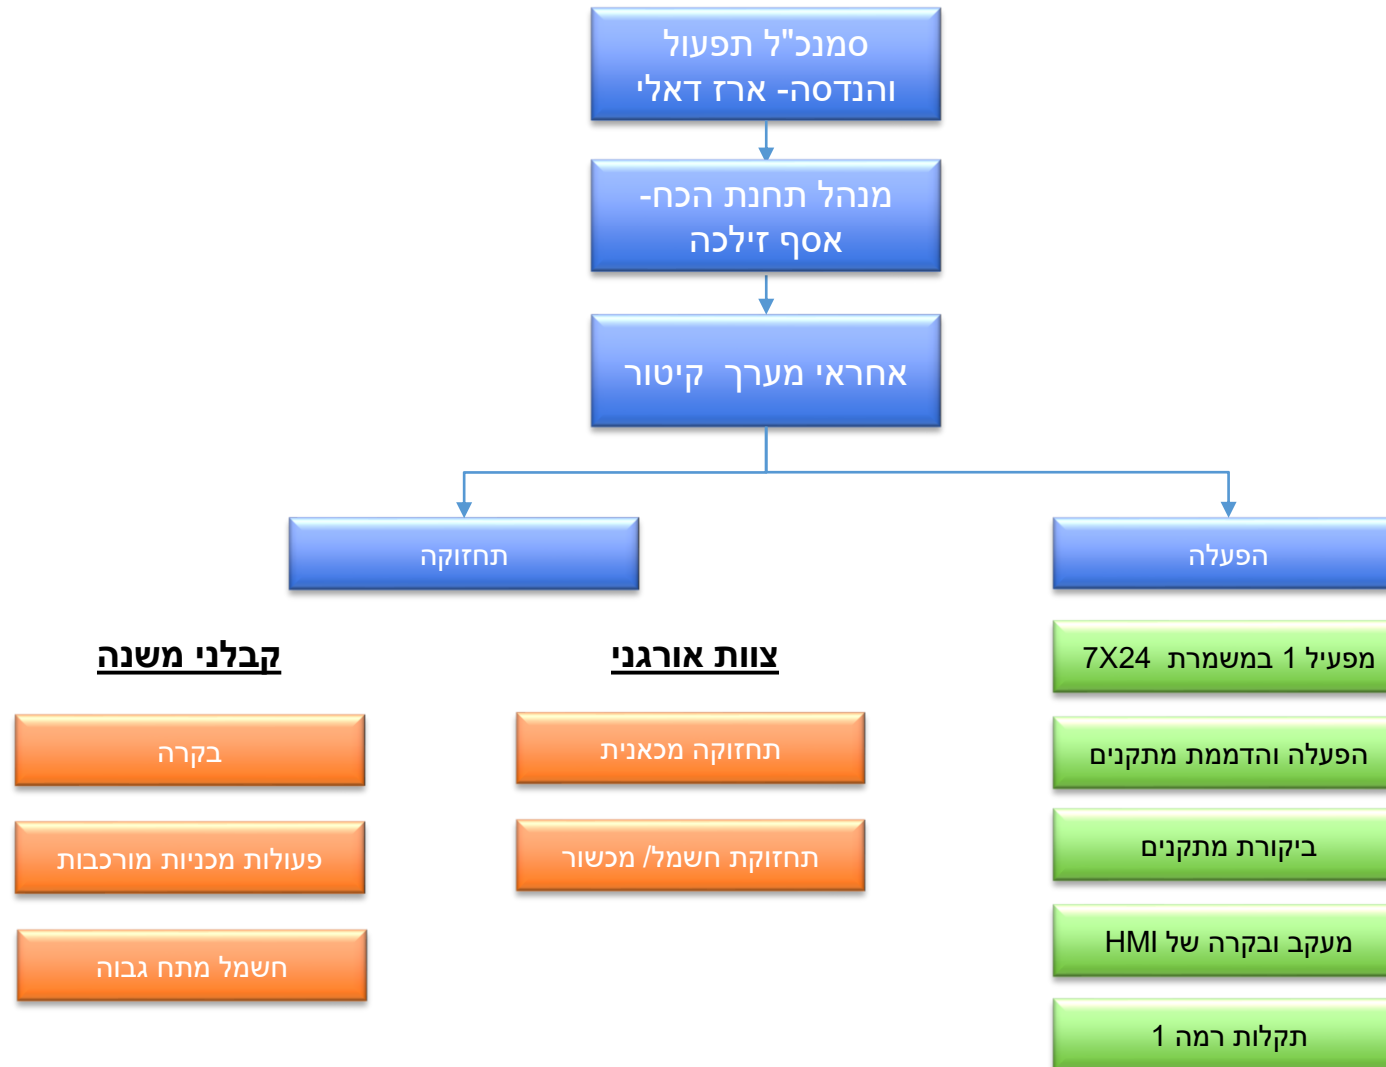 סמנכ"ל תפעול
והנדסה- ארז דאלי
מנהל תחנת הכח-
אסף זילכה
אחראי מערך קיטור
הפעלה
תחזוקה
מפעיל 1 במשמרת 7X24
הפעלה והדממת מתקנים
ביקורת מתקנים
מעקב ובקרה של HMI
תקלות רמה 1
צוות אורגני
תחזוקה מכאנית
תחזוקת חשמל/ מכשור
קבלני משנה
בקרה
פעולות מכניות מורכבות
חשמל מתח גבוה